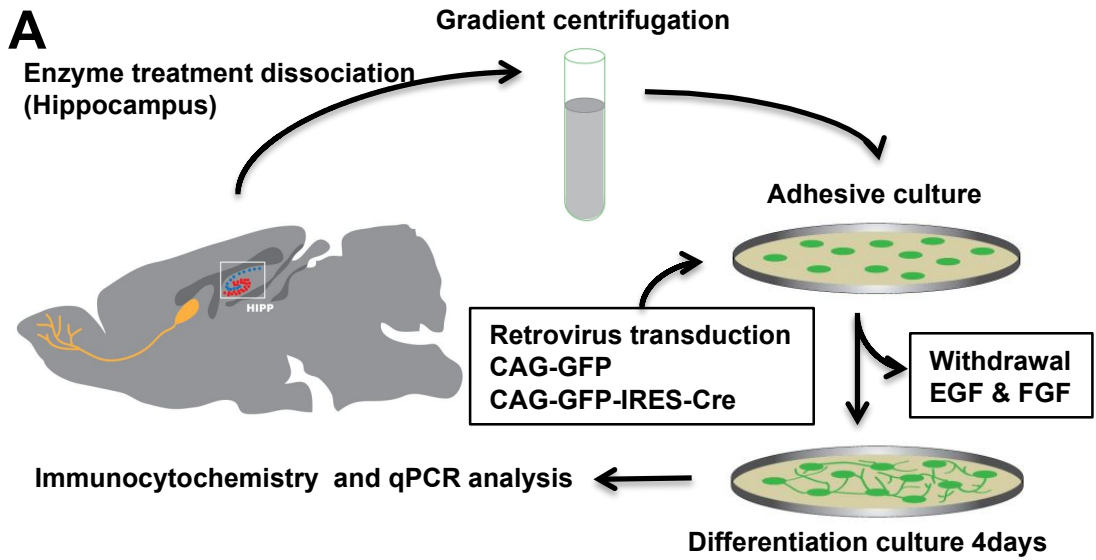 A
Gradient centrifugation
Enzyme treatment dissociation
(Hippocampus)
Adhesive culture
HIPP
Retrovirus transduction
CAG-GFP
CAG-GFP-IRES-Cre
Withdrawal
EGF & FGF
Immunocytochemistry and qPCR analysis
Differentiation culture 4days